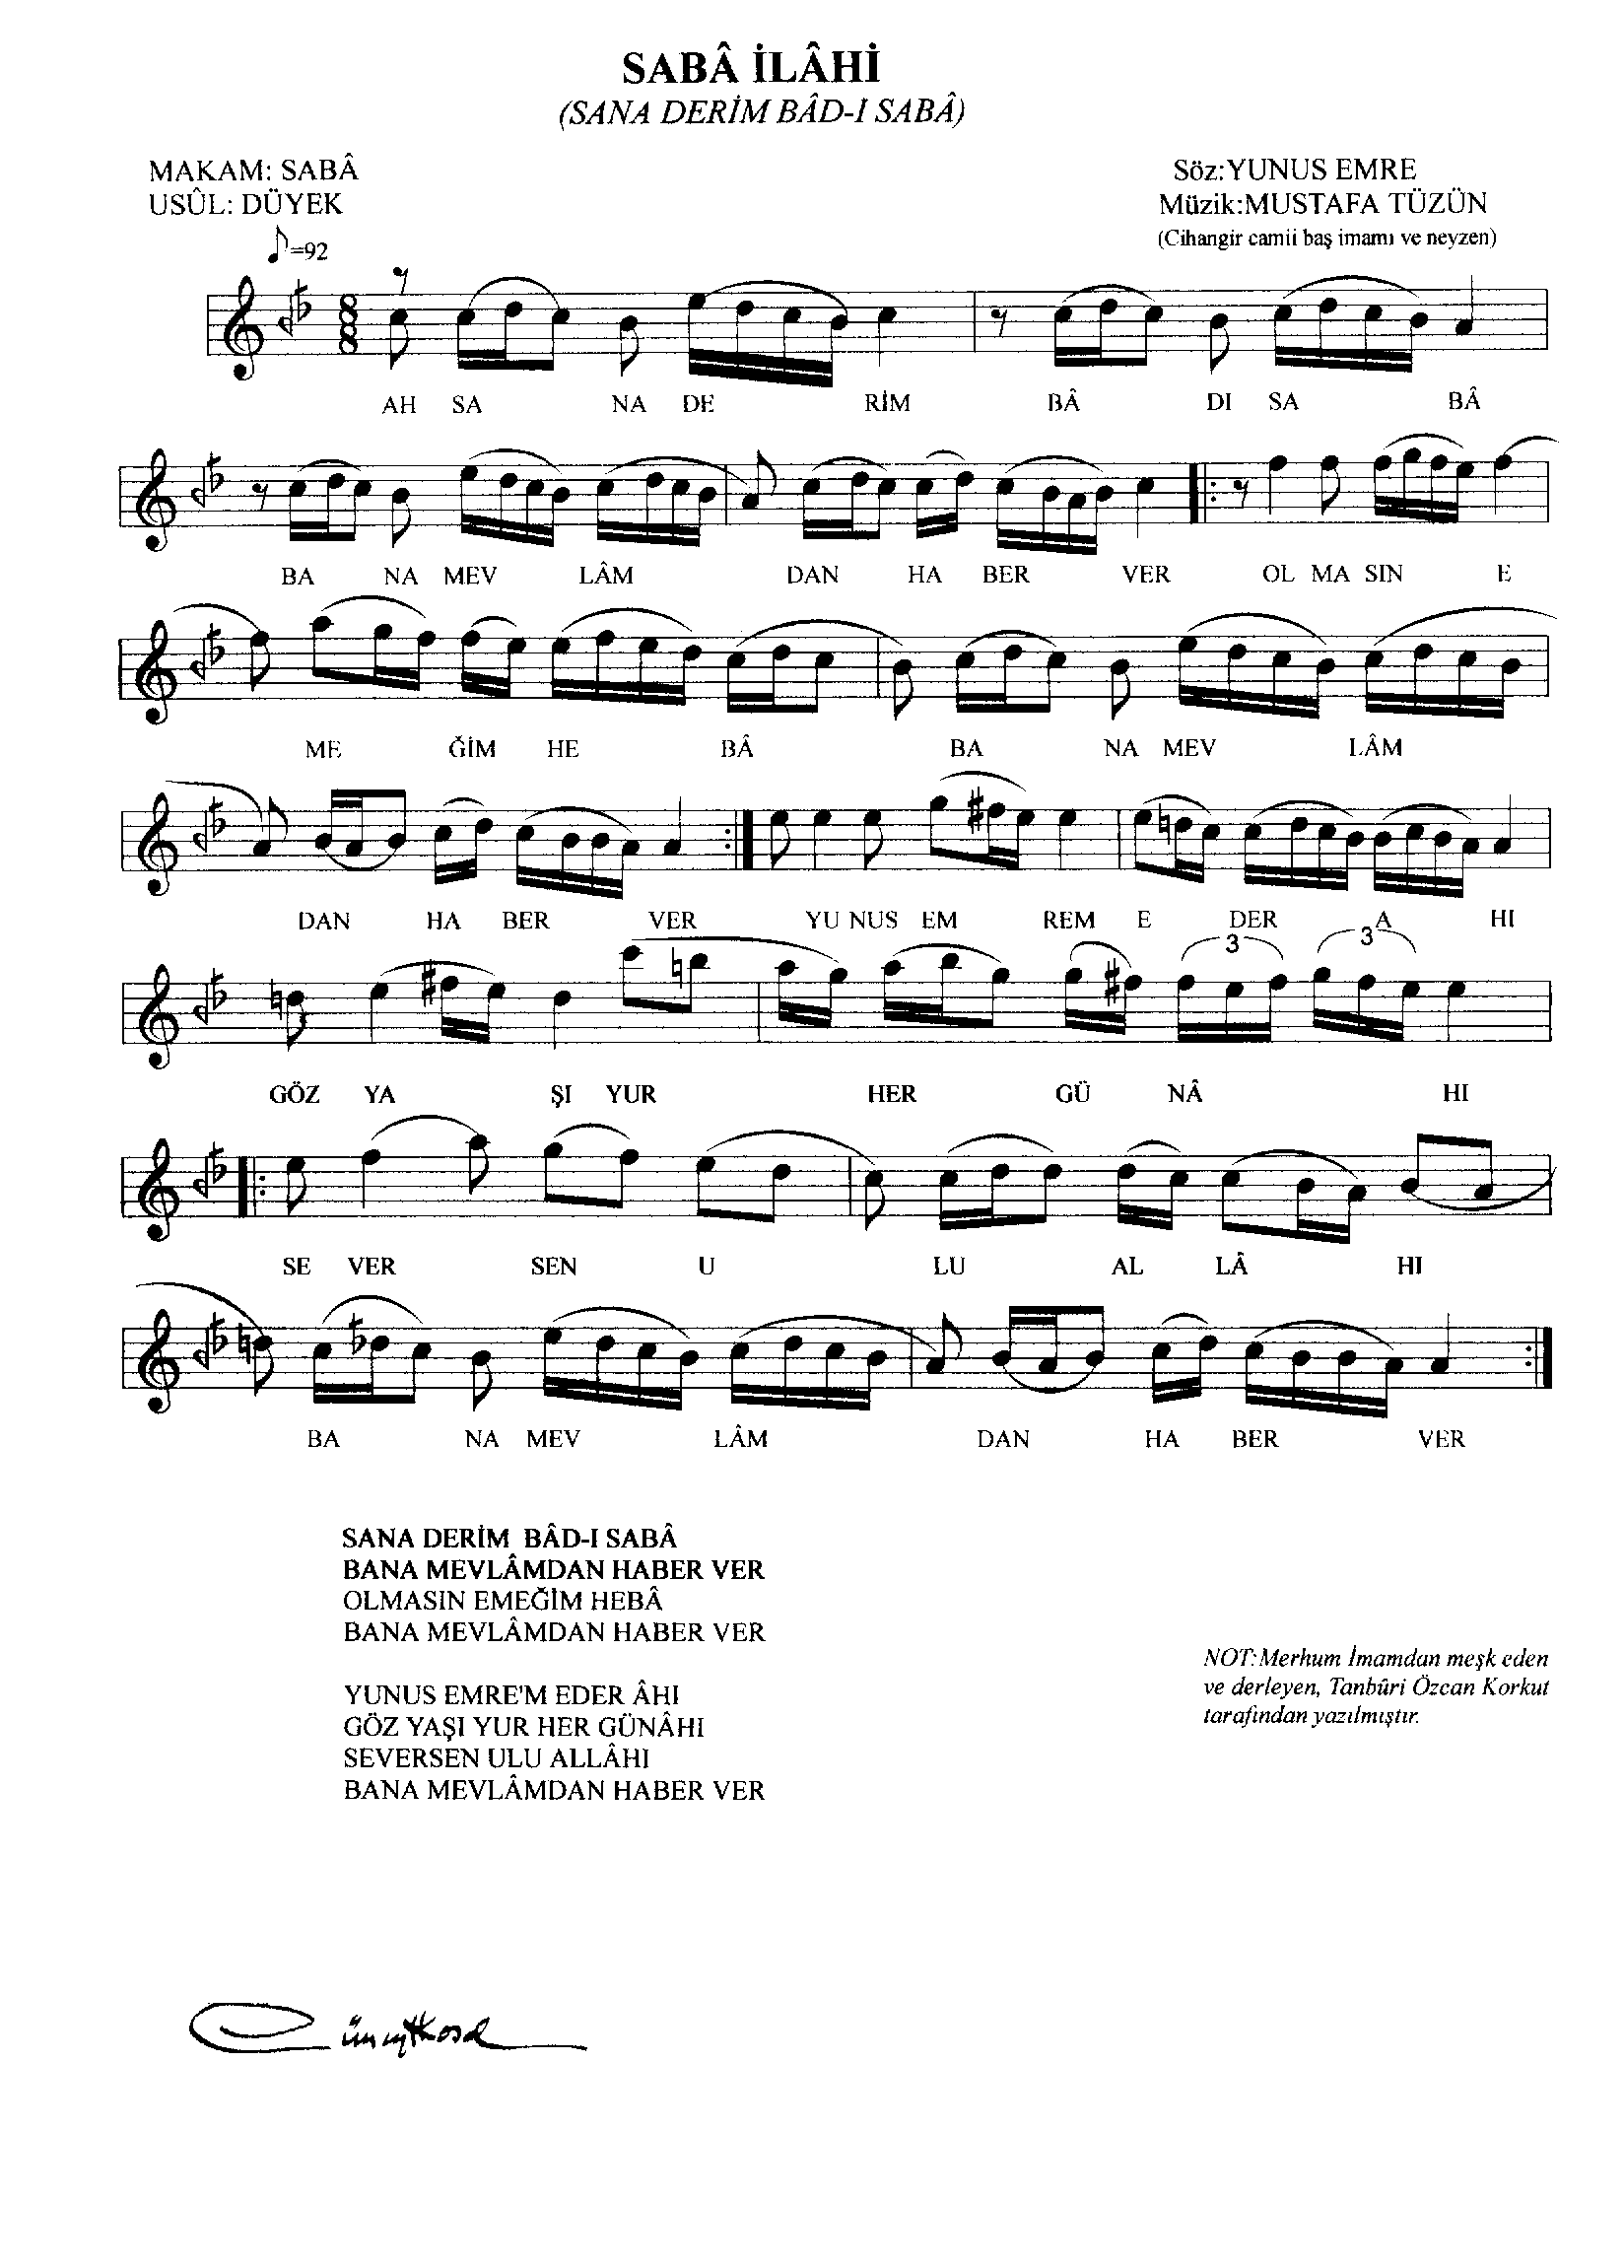 SABÂ İLÂHİ
(SANA DERİM BÂD-I SABÂ)
MAKAM: SABÂ
USÛL: DÜYEK
Söz:YUNUS EMRE
Müzik:MUSTAFA TÜZÜN
(Cihangir camii baş imamı ve neyzen)
=92
8
8
AH SA NA DE RİM BÂ DI SA BÂ
BA NA MEV LÂM DAN HA BER VER OL MA SIN E
ME ĞİM HE BÂ BA NA MEV LÂM
DAN HA BER VER YU NUS EM REM E DER A HI
3 3
GÖZ YA ŞI YUR HER GÜ NÂ HI
SE VER SEN U LU AL LÂ HI
BA NA MEV LÂM DAN HA BER VER
SANA DERİM BÂD-I SABÂ
BANA MEVLÂMDAN HABER VER
OLMASIN EMEĞİM HEBÂ
BANA MEVLÂMDAN HABER VER
YUNUS EMRE'M EDER ÂHI
GÖZ YAŞI YUR HER GÜNÂHI
SEVERSEN ULU ALLÂHI
BANA MEVLÂMDAN HABER VER
NOT:Merhum İmamdan meşk eden
ve derleyen, Tanbûri Özcan Korkut
tarafından yazılmıştır.